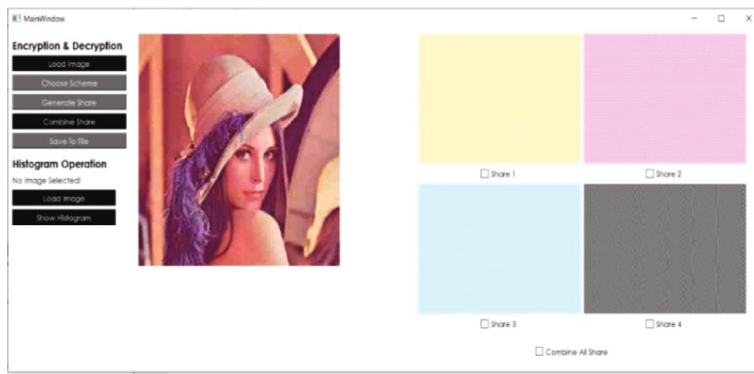 MainWindow
Encryption & Decryption
Load Image
Choose Scheme
Generate Share
Combine Share
Save To File
Histogram Operation
No Image Selected!
Load Image
Show Histogram
Share 1
Share 2
Share 3
Share 4
Combine All Share